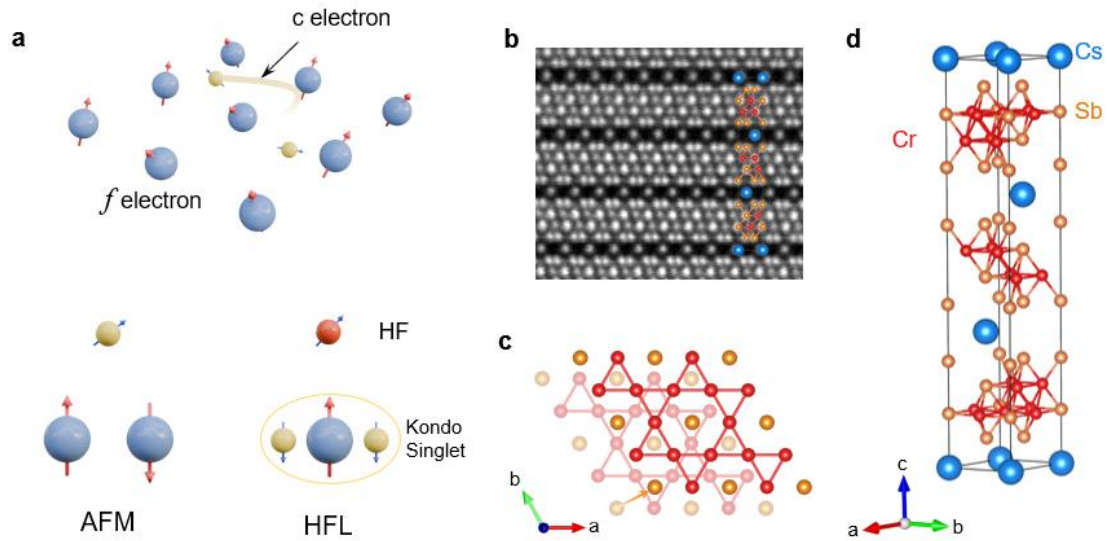 a
c electron
f electron
HF
Kondo
Singlet
AFM
HFL
b
c
b
a
d
Cs
Sb
Cr
c
a
b